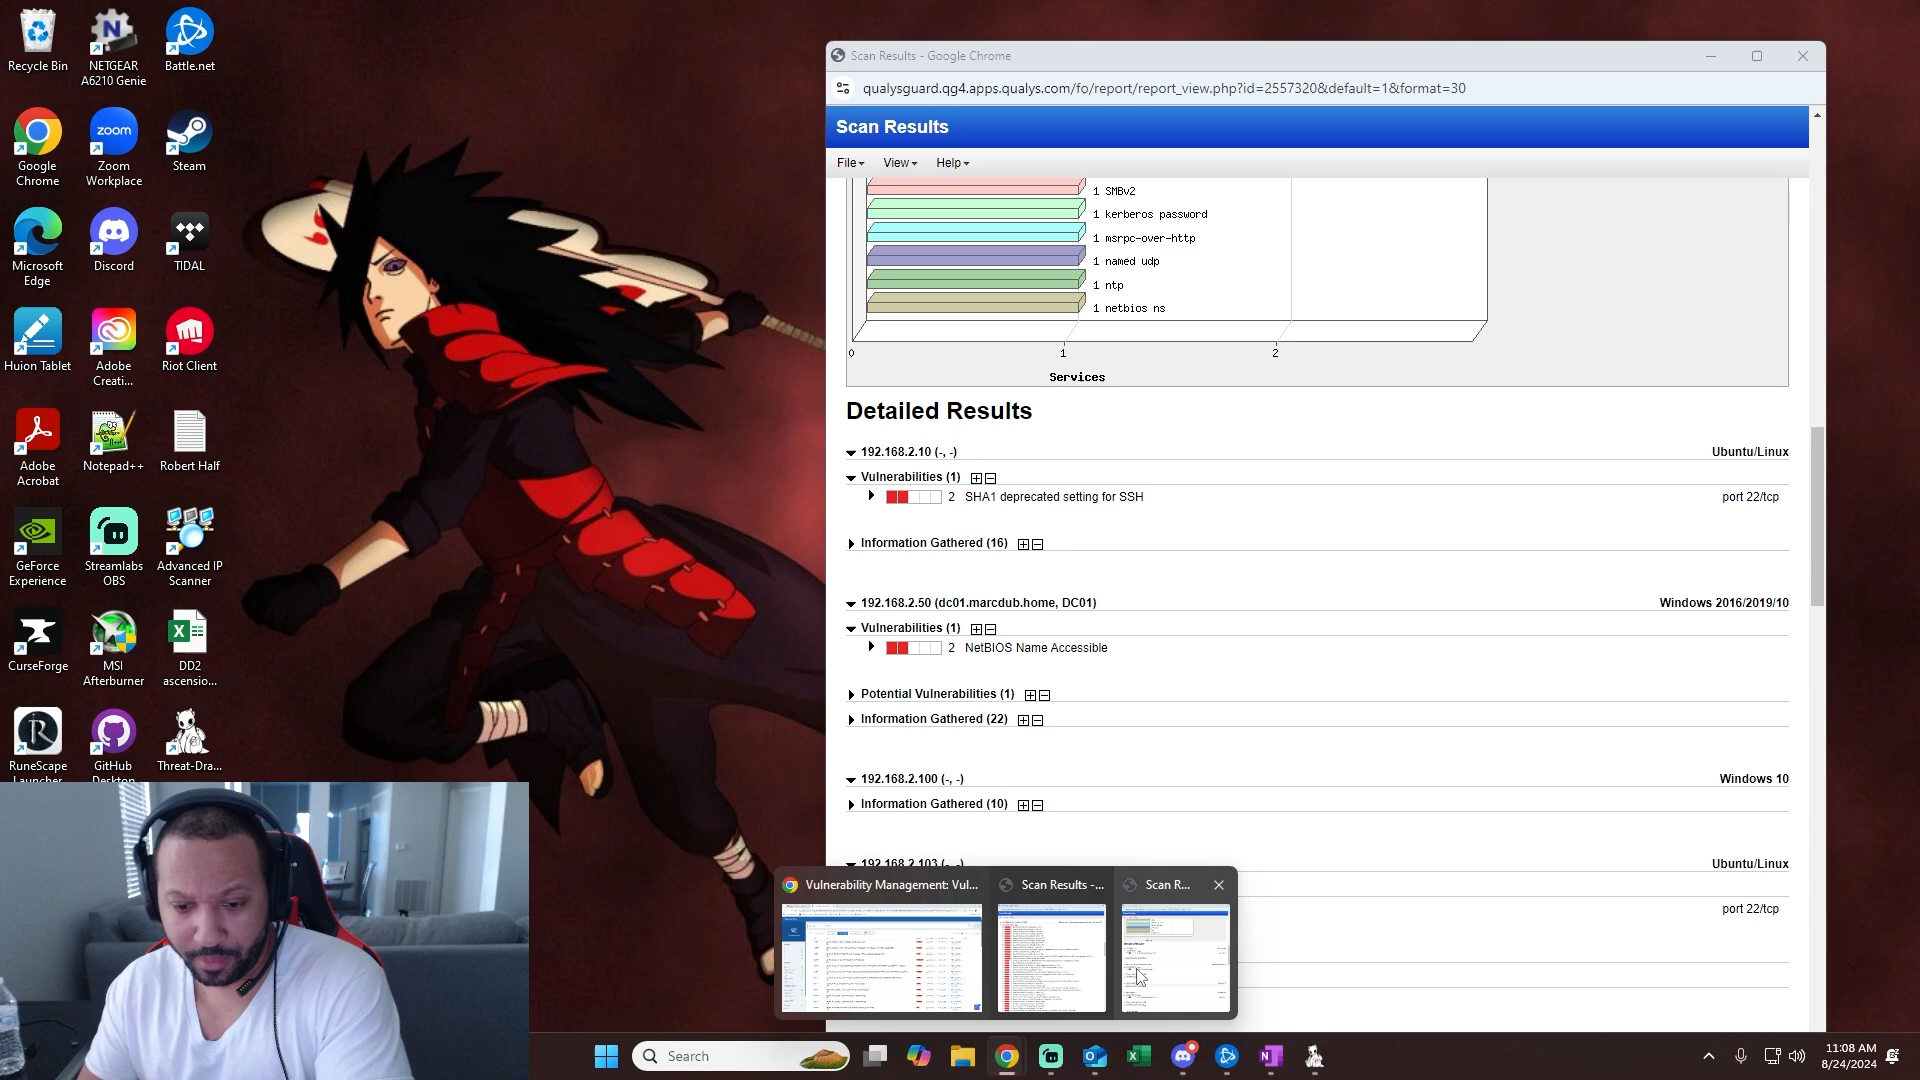 Recycle Bin
NETGEAR
A6210 Genie
Battle.net
Google
Chrome
zoom
Zoom
Workplace
Steam
Microsoft
Edge
Discord
TIDAL
Huion Tablet
Adobe
Creati...
Riot Client
Adobe
Acrobat
Notepad++
Robert Half
GeForce
Experience
Streamlabs
OBS
Advanced IP
Scanner
CurseForge
MSI
Afterburner
DD2
ascensio...
RuneScape
Launcher
GitHub
Desktop
Threat-Dra...
Scan Results - Google Chrome
qualysguard.qg4.apps.qualys.com/fo/report/report_view.php?id=2557320&default=1&format=30
Scan Results
File View Help
1 SMBv2
1 kerberos password
1 msrpc-over-http
1 named udp
1 ntp
1 netbios ns
0 1 2
Services
Detailed Results
192.168.2.10 (-, -) Ubuntu/Linux
Vulnerabilities (1)
2 SHA1 deprecated setting for SSH port 22/tcp
Information Gathered (16)
192.168.2.50 (dc01.marcdub.home, DC01) Windows 2016/2019/10
Vulnerabilities (1)
2 NetBIOS Name Accessible
Potential Vulnerabilities (1)
Information Gathered (22)
192.168.2.100 (-, -) Windows 10
Information Gathered (10)
192.168.2.103 (-, -) Ubuntu/Linux
port 22/tcp
Vulnerability Management: Vul...
Scan Results -...
Scan R...
Search
11:08 AM
8/24/2024